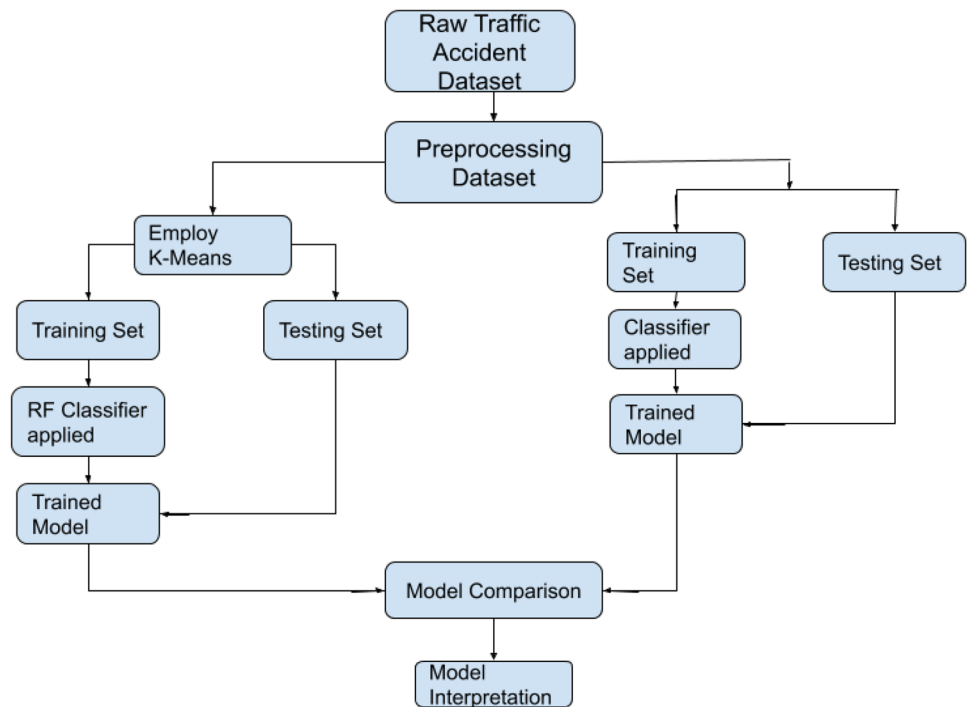 Raw Traffic
Accident
Dataset
Preprocessing
Dataset
Employ
K-Means
Training Set
Testing Set
RF Classifier
applied
Trained
Model
Training
Set
Testing Set
Classifier
applied
Trained
Model
Model Comparison
Model
Interpretation